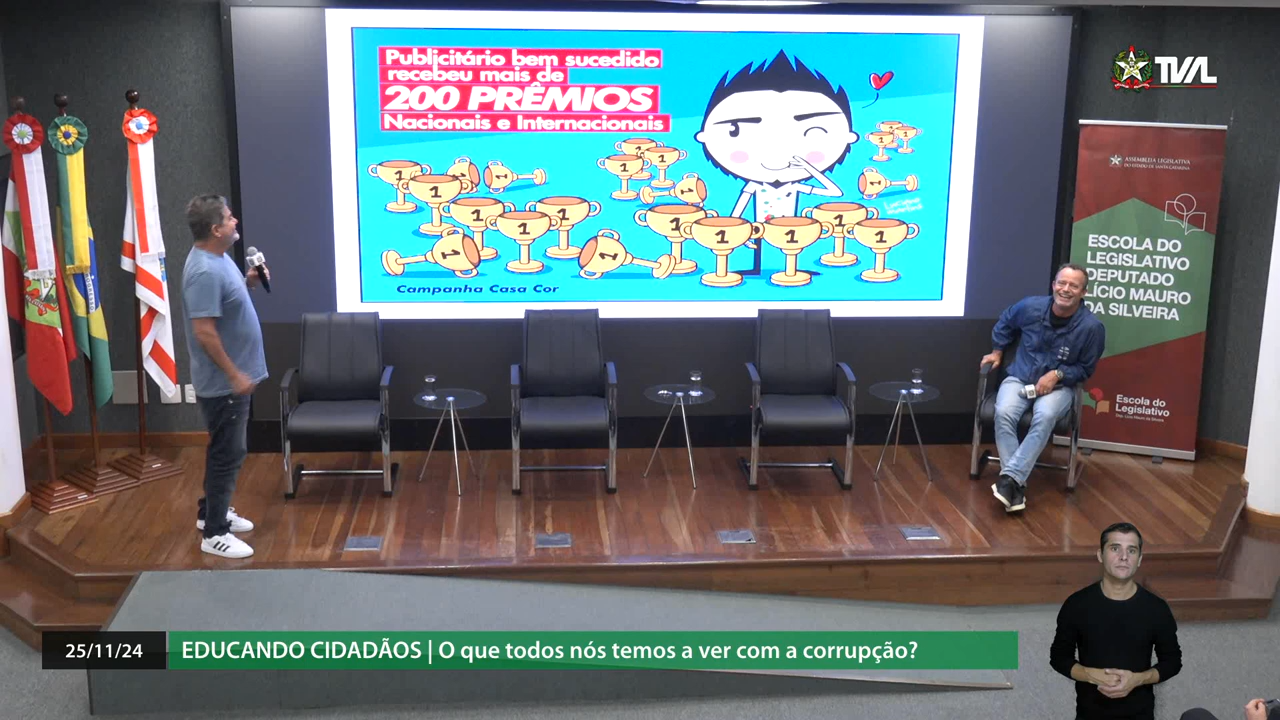 Publicitário bem sucedido
recebeu mais de
200 PRÊMIOS
Nacionais e Internacionais
Campanha Casa Cor
TVAL
ASSEMBLEIA LEGISLATIVA
DO ESTADO DE SANTA CATARINA
ESCOLA DO
LEGISLATIVO
DEPUTADO
LÍCIO MAURO
DA SILVEIRA
Escola do
Legislativo
25/11/24
EDUCANDO CIDADÃOS | O que todos nós temos a ver com a corrupção?